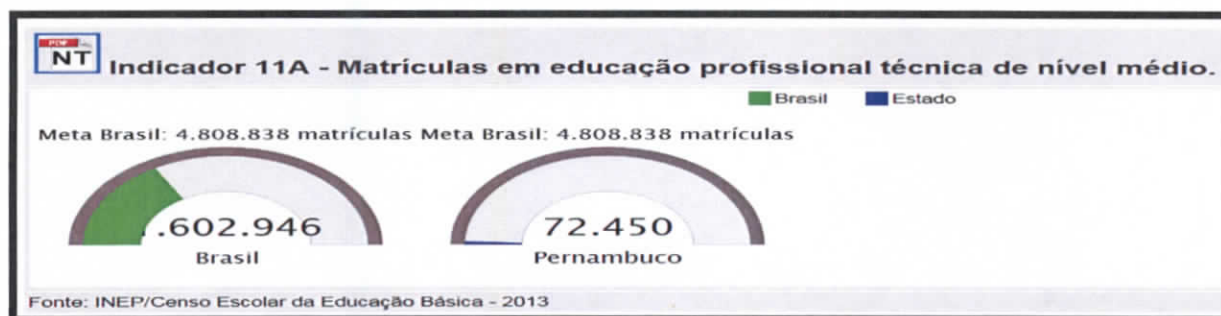 PDF
NT
Indicador 11A - Matrículas em educação profissional técnica de nível médio.
Brasil Estado
Meta Brasil: 4.808.838 matrículas Meta Brasil: 4.808.838 matrículas
.602.946 72.450
Brasil Pernambuco
Fonte: INEP/Censo Escolar da Educação Básica - 2013